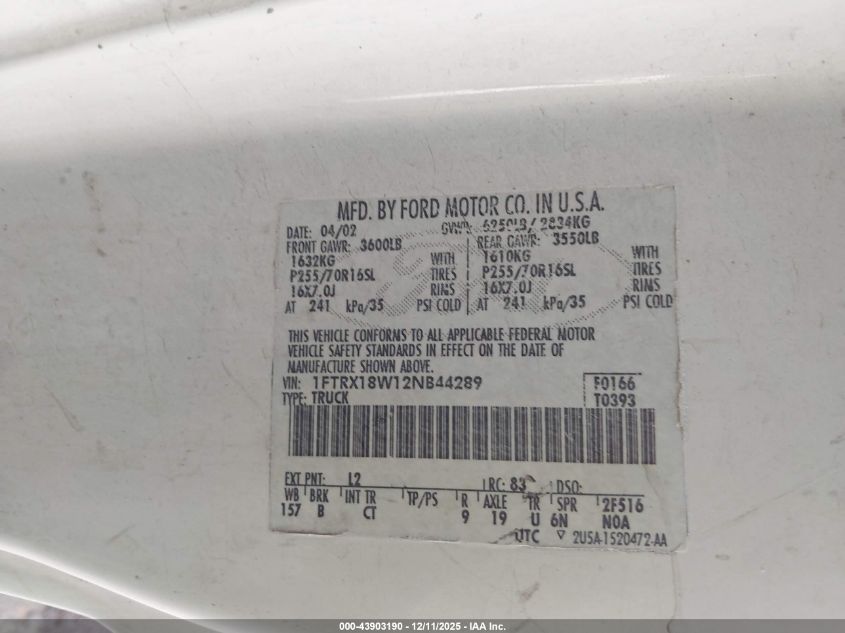 MFD. BY FORD MOTOR CO. IN U.S.A.
DATE: 04/02 GVWR: 6250LB/ 2834KG
FRONT GAWR: 3600LB REAR GAWR: 3550LB
1632KG WITH 1610KG WITH
P255/70R16SL TIRES P255/70R16SL TIRES
16X7.0J RIMS 16X7.0J RIMS
AT 241 kPa/35 PSI COLD AT 241 kPa/35 PSI COLD
THIS VEHICLE CONFORMS TO ALL APPLICABLE FEDERAL MOTOR
VEHICLE SAFETY STANDARDS IN EFFECT ON THE DATE OF
MANUFACTURE SHOWN ABOVE.
VIN: 1FTRX18W12NB44289 F0166
TYPE: TRUCK T0393
EXT PNT: L2 RC: 83 DSO:
WB BRK INT TR TP/PS R AXLE TR SPR 2F516
157 B CT 9 19 U 6N NOA
UTC ▽ 2U5A-1520472-AA
000-43903190 - 12/11/2025 - IAA Inc.